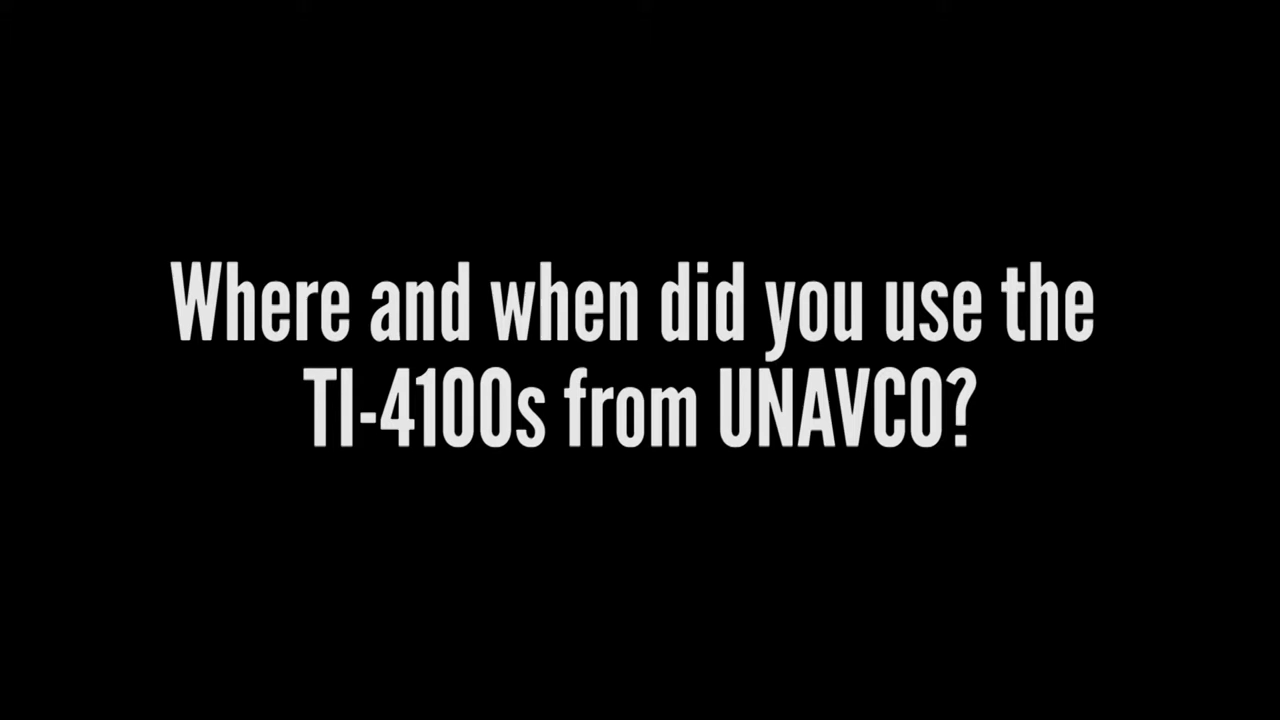 Where and when did you use the
TI-4100s from UNAVCO?